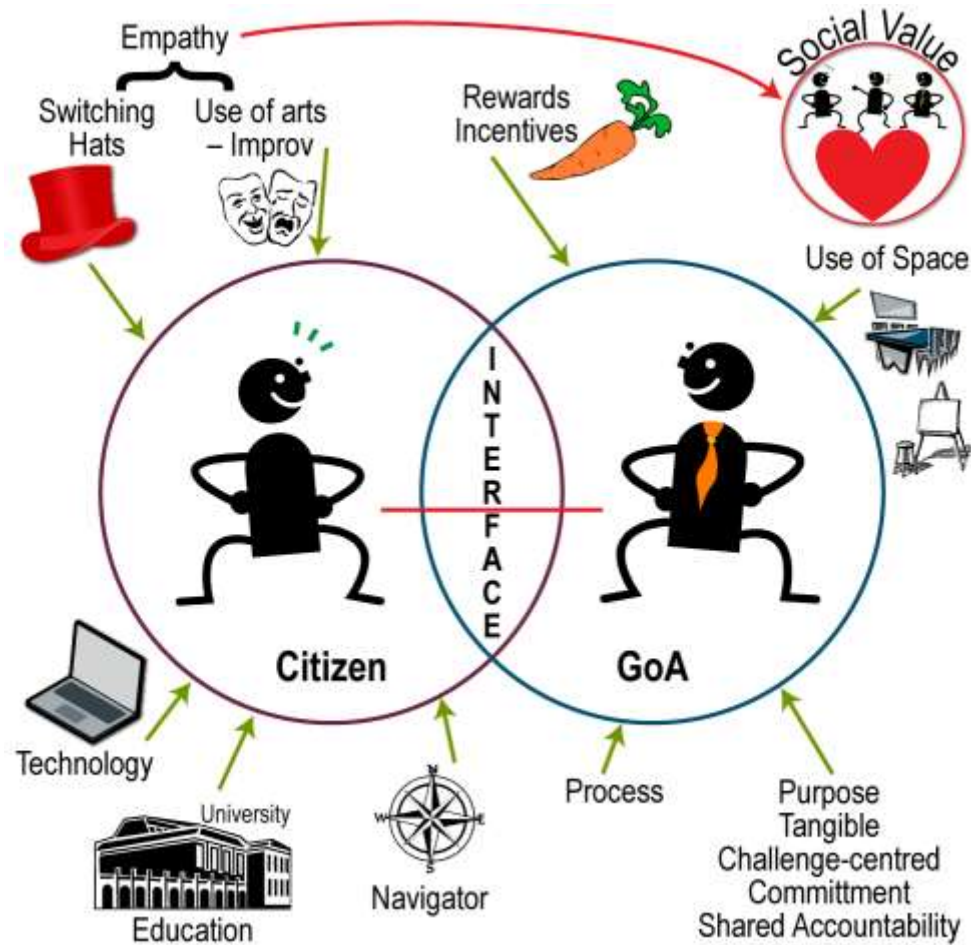 Empathy
Switching
Hats
Use of arts
– Improv
Rewards
Incentives
Social Value
Use of Space
INTERFACE
Citizen
GoA
Technology
University
Education
N
W
E
S
Navigator
Process
Purpose
Tangible
Challenge-centred
Committment
Shared Accountability